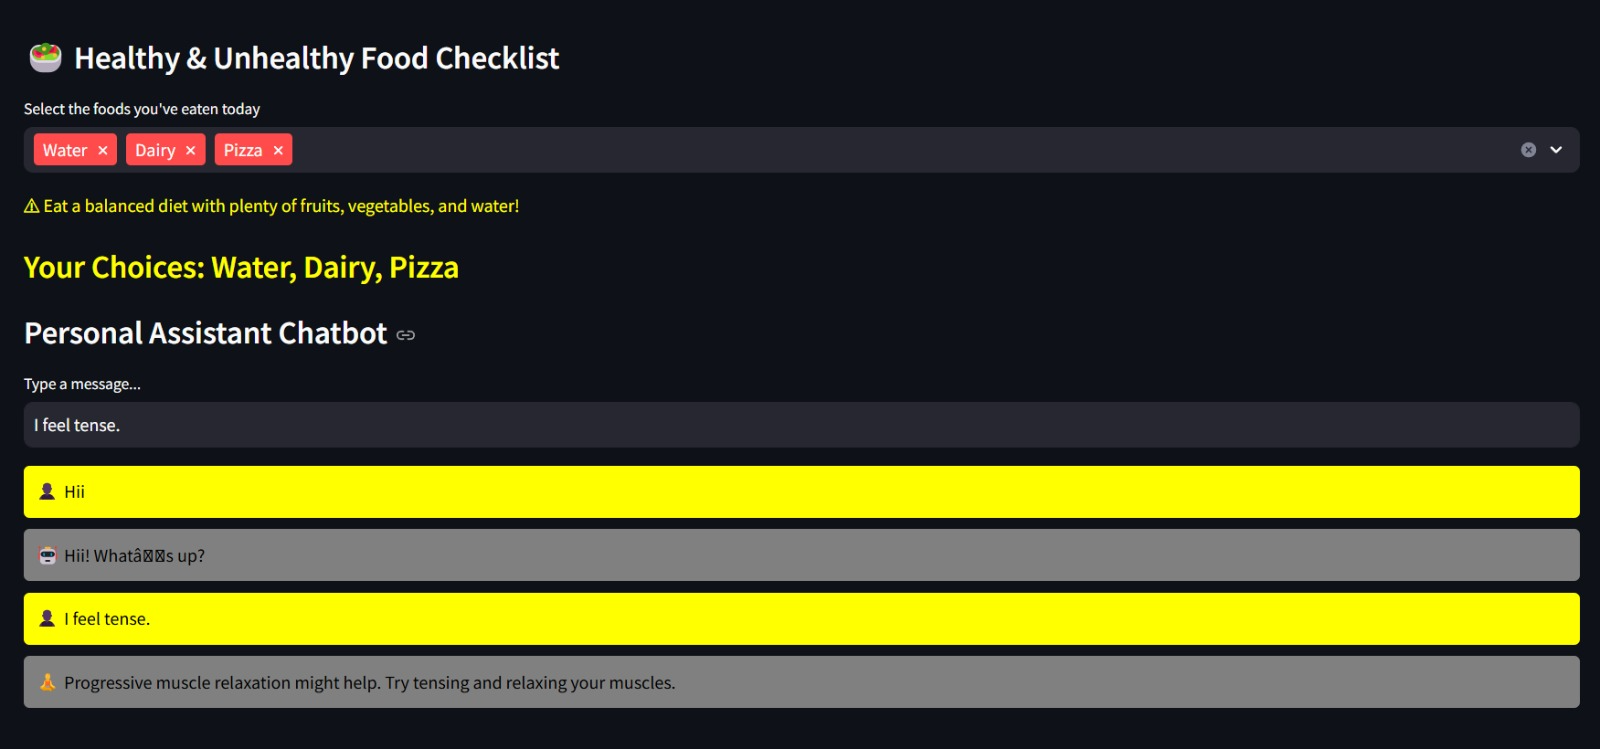 Healthy & Unhealthy Food Checklist
Select the foods you've eaten today
Water × Dairy × Pizza ×
⚠ Eat a balanced diet with plenty of fruits, vegetables, and water!
Your Choices: Water, Dairy, Pizza
Personal Assistant Chatbot
Type a message...
I feel tense.
Hii
Hii! Whatâ��s up?
I feel tense.
Progressive muscle relaxation might help. Try tensing and relaxing your muscles.